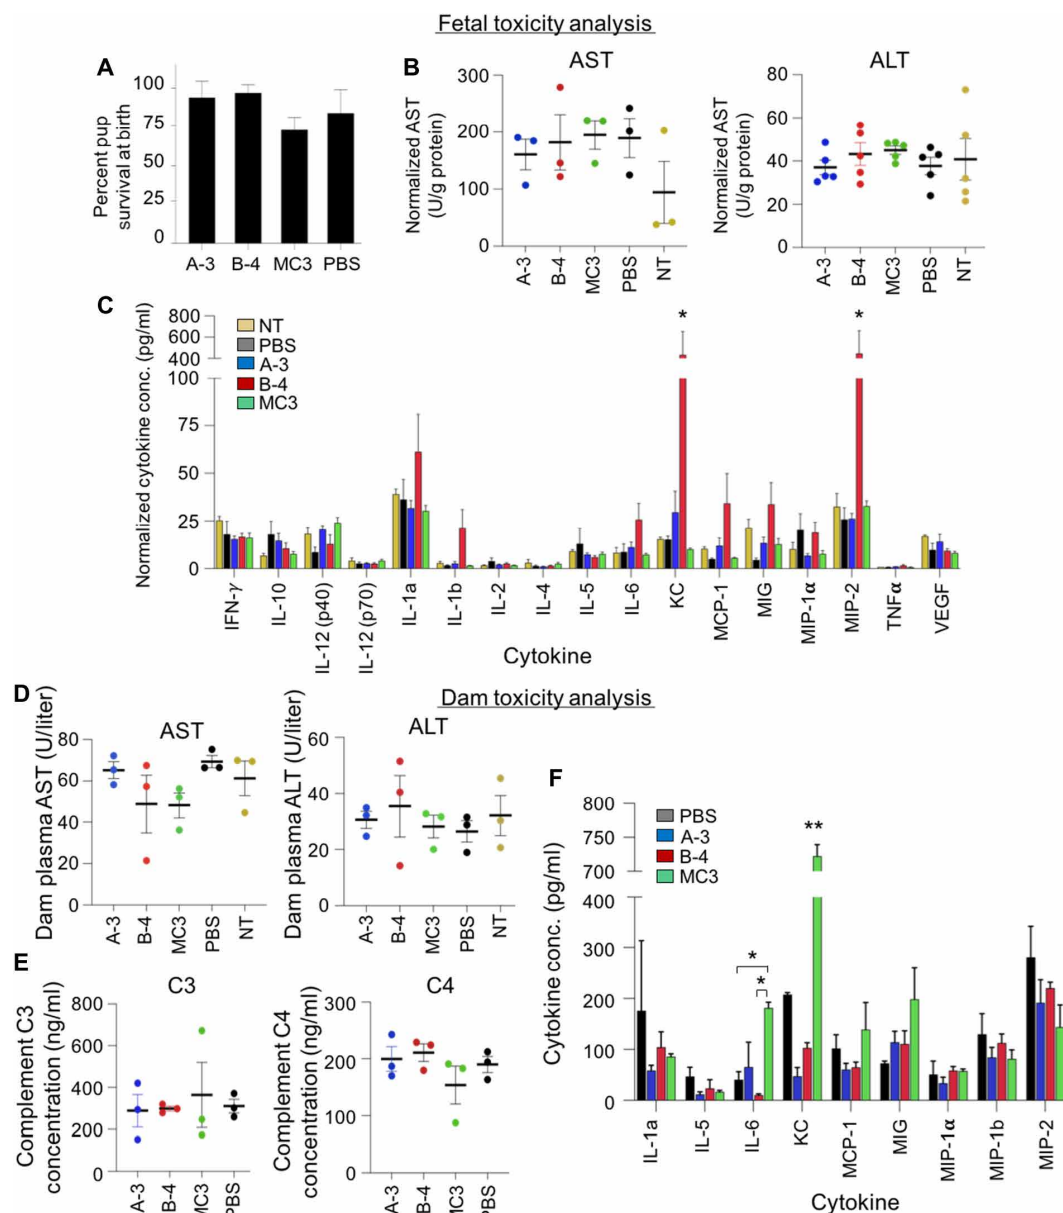 Fetal toxicity analysis
A
Percent pup
survival at birth
100
75
50
25
0
A-3 B-4 MC3 PBS
B
AST
Normalized AST
(U/g protein)
300
200
100
0
A-3 B-4 MC3 PBS NT
ALT
Normalized AST
(U/g protein)
80
60
40
20
0
A-3 B-4 MC3 PBS NT
C
Normalized cytokine conc. (pg/ml)
800
600
400
100
75
50
25
0
NT
PBS
A-3
B-4
MC3
* *
IFN-γ IL-10 IL-12 (p40) IL-12 (p70) IL-1a IL-1b IL-2 IL-4 IL-5 IL-6 KC MCP-1 MIG MIP-1α MIP-2 TNFα VEGF
Cytokine
Dam toxicity analysis
D
AST
Dam plasma AST (U/liter)
80
60
40
20
0
A-3 B-4 MC3 PBS NT
ALT
Dam plasma ALT (U/liter)
60
40
20
0
A-3 B-4 MC3 PBS NT
E
C3
Complement C3
concentration (ng/ml)
800
600
400
200
0
A-3 B-4 MC3 PBS
C4
Complement C4
concentration (ng/ml)
300
200
100
0
A-3 B-4 MC3 PBS
F
Cytokine conc. (pg/ml)
800
750
700
400
300
200
100
0
PBS
A-3
B-4
MC3
**
*
*
IL-1a IL-5 IL-6 KC MCP-1 MIG MIP-1α MIP-1b MIP-2
Cytokine